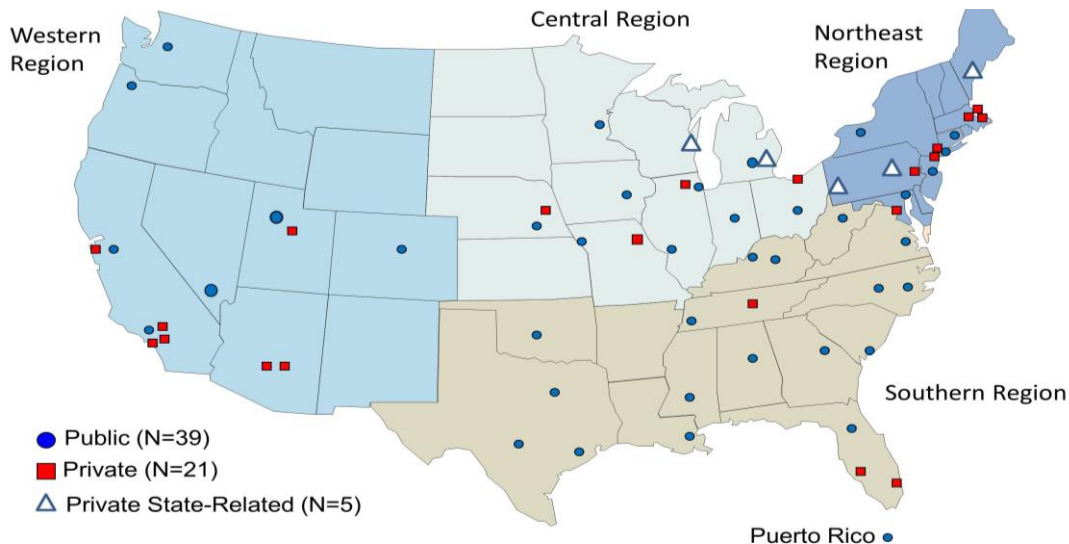 Central Region
Western
Region
Northeast
Region
Southern Region
Public (N=39)
Private (N=21)
Private State-Related (N=5)
Puerto Rico